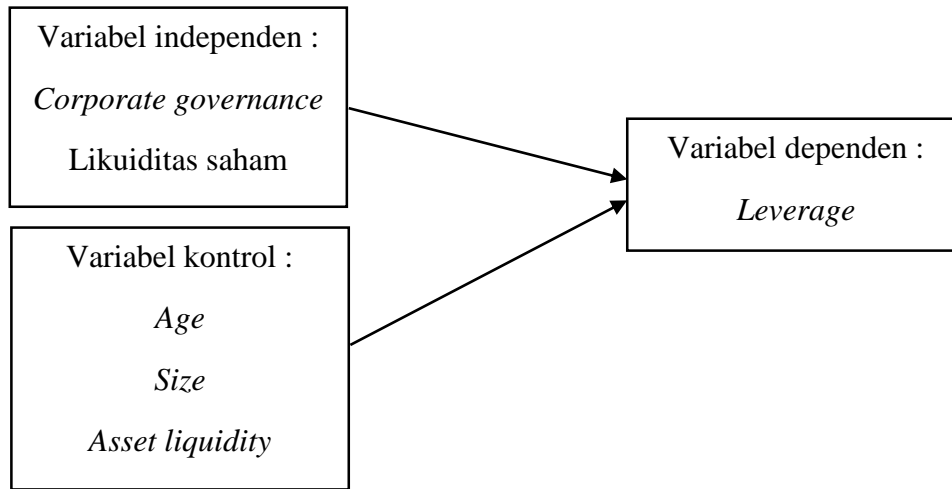 Variabel independen :
Corporate governance
Likuiditas saham
Variabel dependen :
Leverage
Variabel kontrol :
Age
Size
Asset liquidity